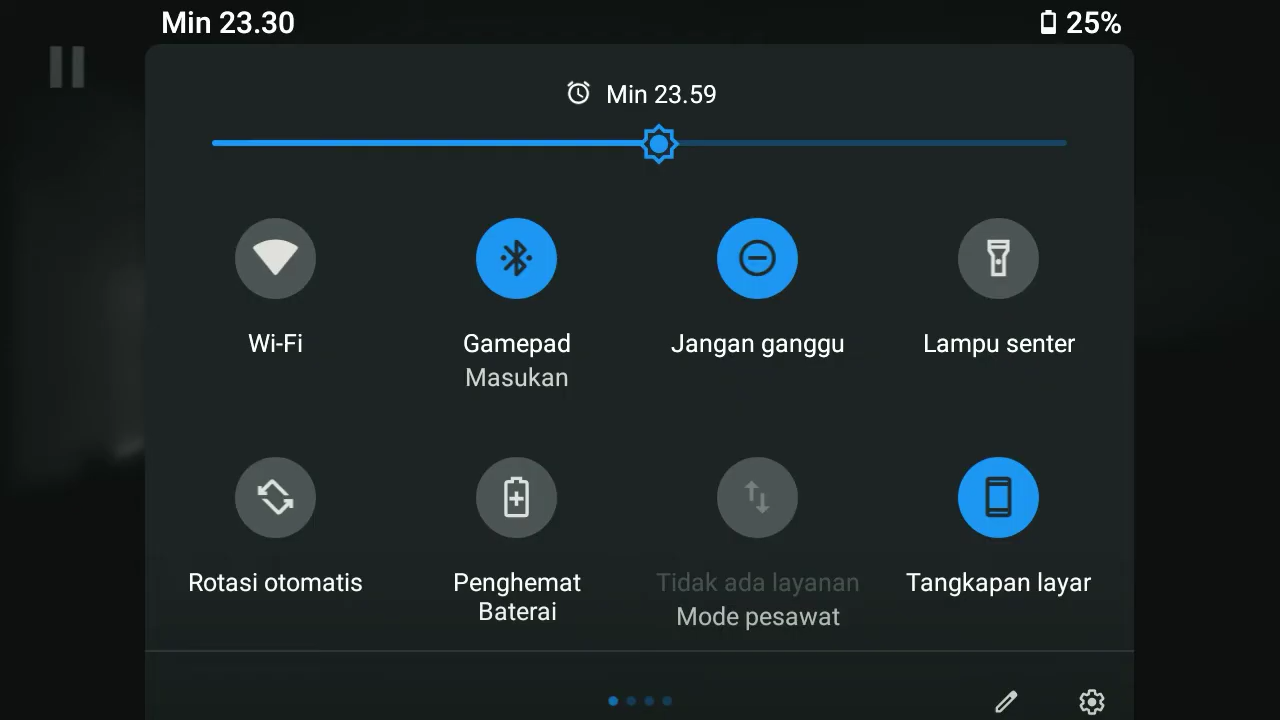 Min 23.30
25%
Min 23.59
Wi-Fi
Gamepad
Masukan
Jangan ganggu
Lampu senter
Rotasi otomatis
Penghemat
Baterai
Tidak ada layanan
Mode pesawat
Tangkapan layar